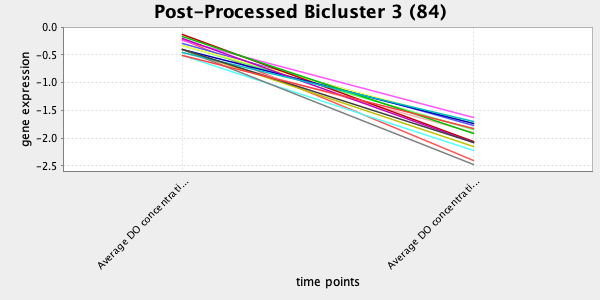 Post-Processed Bicluster 3 (84)
0.0
-0.5
-1.0
-1.5
-2.0
-2.5
gene expression
Average DO concentrati...
Average DO concentrati...
time points